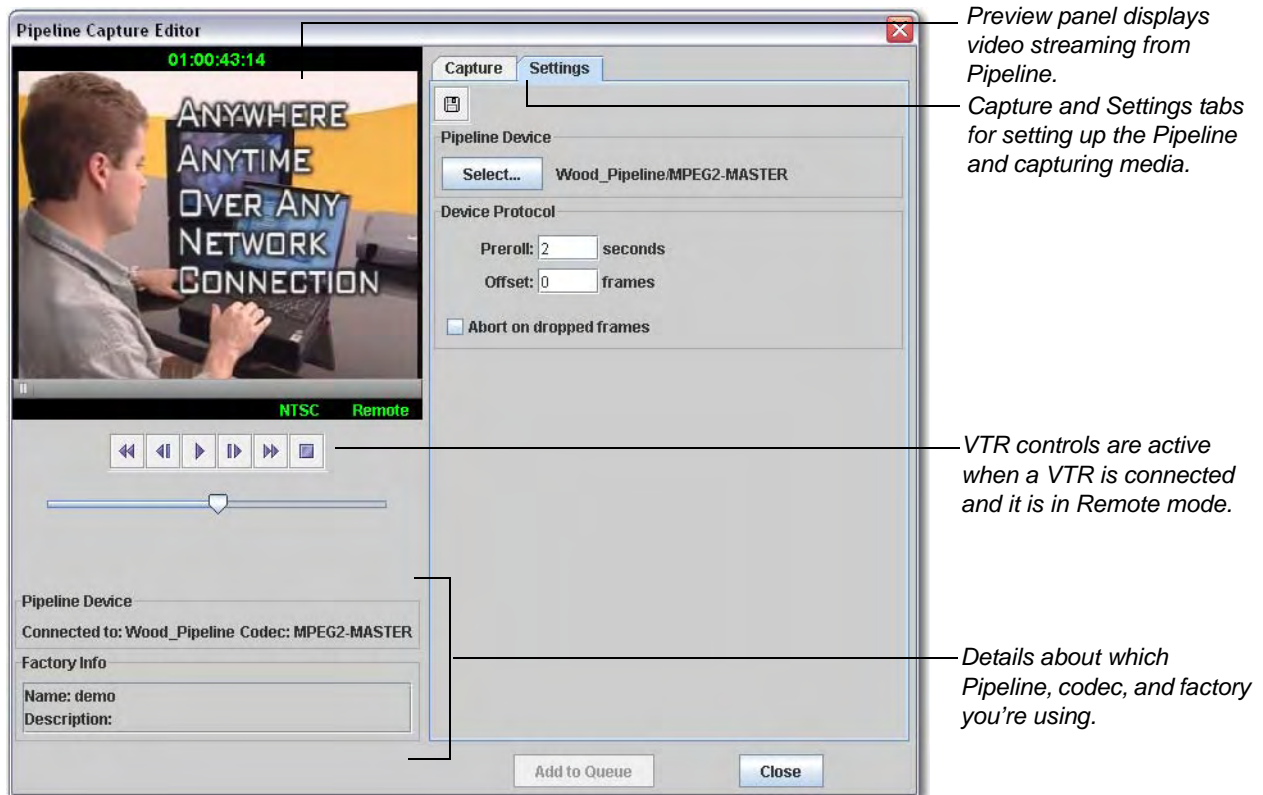 Pipeline Capture Editor
01:00:43:14
ANYWHERE
ANYTIME
OVER ANY
NETWORK
CONNECTION
NTSC Remote
Pipeline Device
Connected to: Wood_Pipeline Codec: MPEG2-MASTER
Factory Info
Name: demo
Description:
Capture Settings
Pipeline Device
Select... Wood_Pipeline/MPEG2-MASTER
Device Protocol
Preroll: 2 seconds
Offset: 0 frames
Abort on dropped frames
Add to Queue Close
Preview panel displays
video streaming from
Pipeline.
Capture and Settings tabs
for setting up the Pipeline
and capturing media.
VTR controls are active
when a VTR is connected
and it is in Remote mode.
Details about which
Pipeline, codec, and factory
you're using.